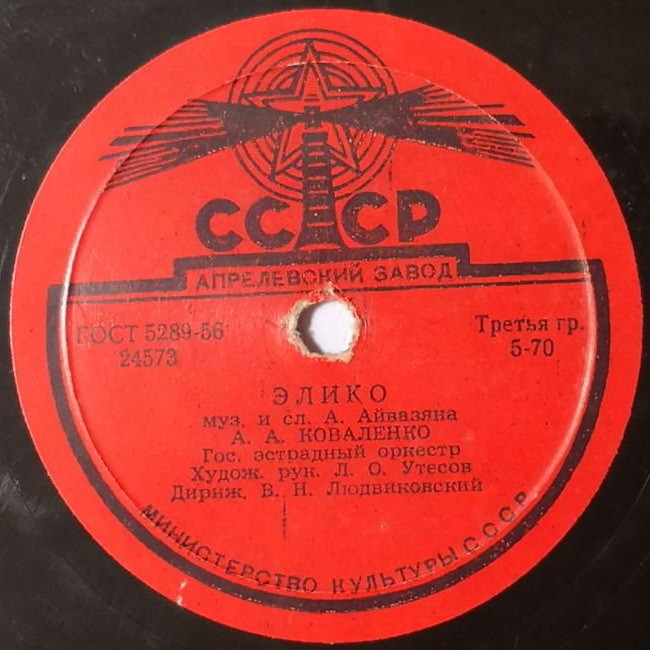 СССР
АПРЕЛЕВСКИЙ ЗАВОД
ГОСТ 5289-56
24573
Третья гр.
5-70
ЭЛИКО
муз. и сл. А. Айвазяна
А. А. КОВАЛЕНКО
Гос. эстрадный оркестр
Худож. рук. Л. О. Утесов
Дириж. В. Н. Людвиковский
МИНИСТЕРСТВО КУЛЬТУРЫ СССР